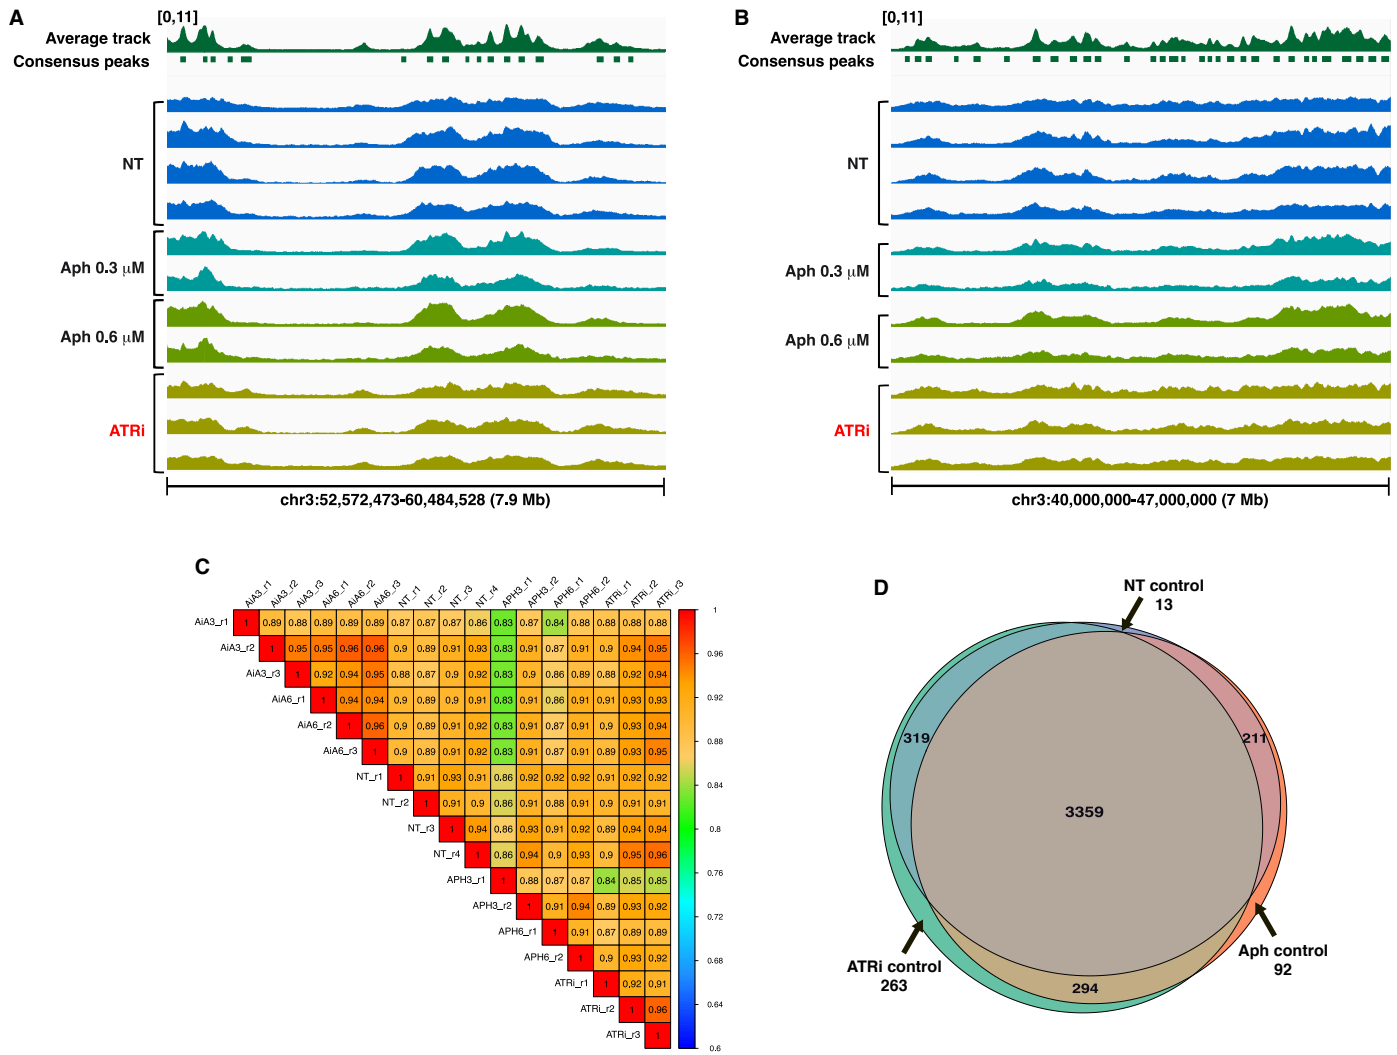 A
[0,11]
Average track
Consensus peaks
NT
Aph 0.3 μM
Aph 0.6 μM
ATRi
chr3:52,572,473-60,484,528 (7.9 Mb)
B
[0,11]
Average track
Consensus peaks
NT
Aph 0.3 μM
Aph 0.6 μM
ATRi
chr3:40,000,000-47,000,000 (7 Mb)
C
AiA3_r1 AiA3_r2 AiA3_r3 AiA6_r1 AiA6_r2 AiA6_r3 NT_r1 NT_r2 NT_r3 NT_r4 APH3_r1 APH3_r2 APH6_r1 APH6_r2 ATRi_r1 ATRi_r2 ATRi_r3
AiA3_r1 1 0.89 0.88 0.89 0.89 0.89 0.87 0.87 0.87 0.86 0.83 0.87 0.84 0.88 0.88 0.88 0.88
AiA3_r2 1 0.95 0.95 0.96 0.96 0.9 0.89 0.91 0.93 0.83 0.91 0.87 0.91 0.9 0.94 0.95
AiA3_r3 1 0.92 0.94 0.95 0.88 0.87 0.9 0.92 0.83 0.9 0.86 0.89 0.88 0.92 0.94
AiA6_r1 1 0.94 0.94 0.9 0.89 0.9 0.91 0.83 0.91 0.86 0.91 0.91 0.93 0.93
AiA6_r2 1 0.96 0.9 0.89 0.91 0.92 0.83 0.91 0.87 0.91 0.9 0.93 0.94
AiA6_r3 1 0.9 0.89 0.91 0.92 0.83 0.91 0.87 0.91 0.89 0.93 0.95
NT_r1 1 0.91 0.93 0.91 0.86 0.92 0.92 0.92 0.91 0.92 0.92
NT_r2 1 0.91 0.9 0.86 0.91 0.88 0.91 0.9 0.91 0.91
NT_r3 1 0.94 0.86 0.93 0.91 0.92 0.89 0.94 0.94
NT_r4 1 0.86 0.94 0.9 0.93 0.9 0.95 0.96
APH3_r1 1 0.88 0.87 0.87 0.84 0.85 0.85
APH3_r2 1 0.91 0.94 0.89 0.93 0.92
APH6_r1 1 0.91 0.87 0.89 0.89
APH6_r2 1 0.9 0.93 0.92
ATRi_r1 1 0.92 0.91
ATRi_r2 1 0.96
ATRi_r3 1
1
0.96
0.92
0.88
0.84
0.8
0.76
0.72
0.68
0.64
0.6
D
NT control
13
319
211
3359
ATRi control
263
Aph control
92
294